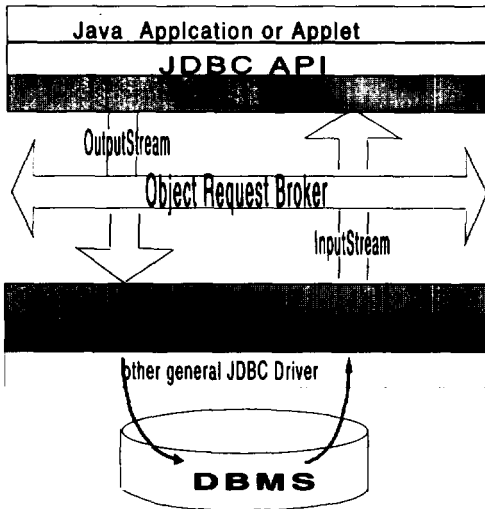 Java Applcation or Applet
JDBC API
OutputStream
Object Request Broker
InputStream
other general JDBC Driver
DBMS